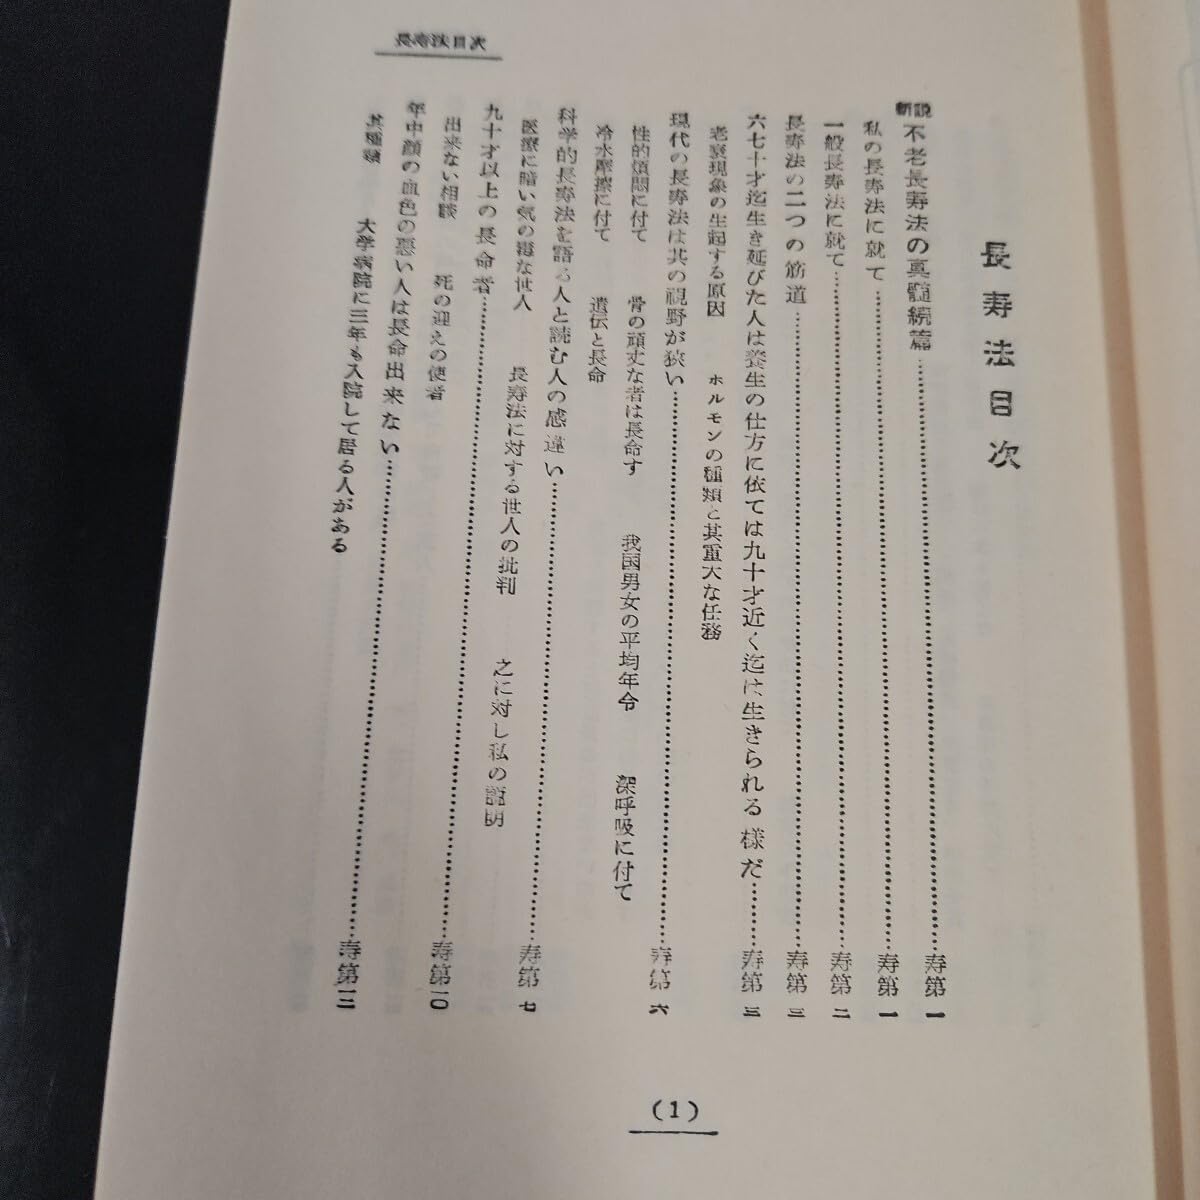 長寿法目次
長寿法目次
新説 不老長寿法の真髄続篇……寿第一
私の長寿法に就て……寿第一
一般長寿法に就て……寿第二
長寿法の二つの筋道……寿第三
六七十才迄生き延びた人は養生の仕方に依ては九十才近く迄は生きられる様だ……寿第三
老衰現象の生起する原因 ホルモンの種類と其重大な任務
現代の長寿法は其の視野が狭い……寿第六
性的煩悶に付て 骨の頑丈な者は長命す 我国男女の平均年令 深呼吸に付て
冷水摩擦に付て 遺伝と長命
科学的長寿法を語る人と読む人の感違い……寿第七
医療に暗い気の毒な世人 長寿法に対する世人の批判 之に対し私の証明
九十才以上の長命者……寿第一〇
出来ない相談 死の迎えの使者
年中顔の血色の悪い人は長命出来ない……寿第一二
其種類 大学病院に三年も入院して居る人がある
(1)